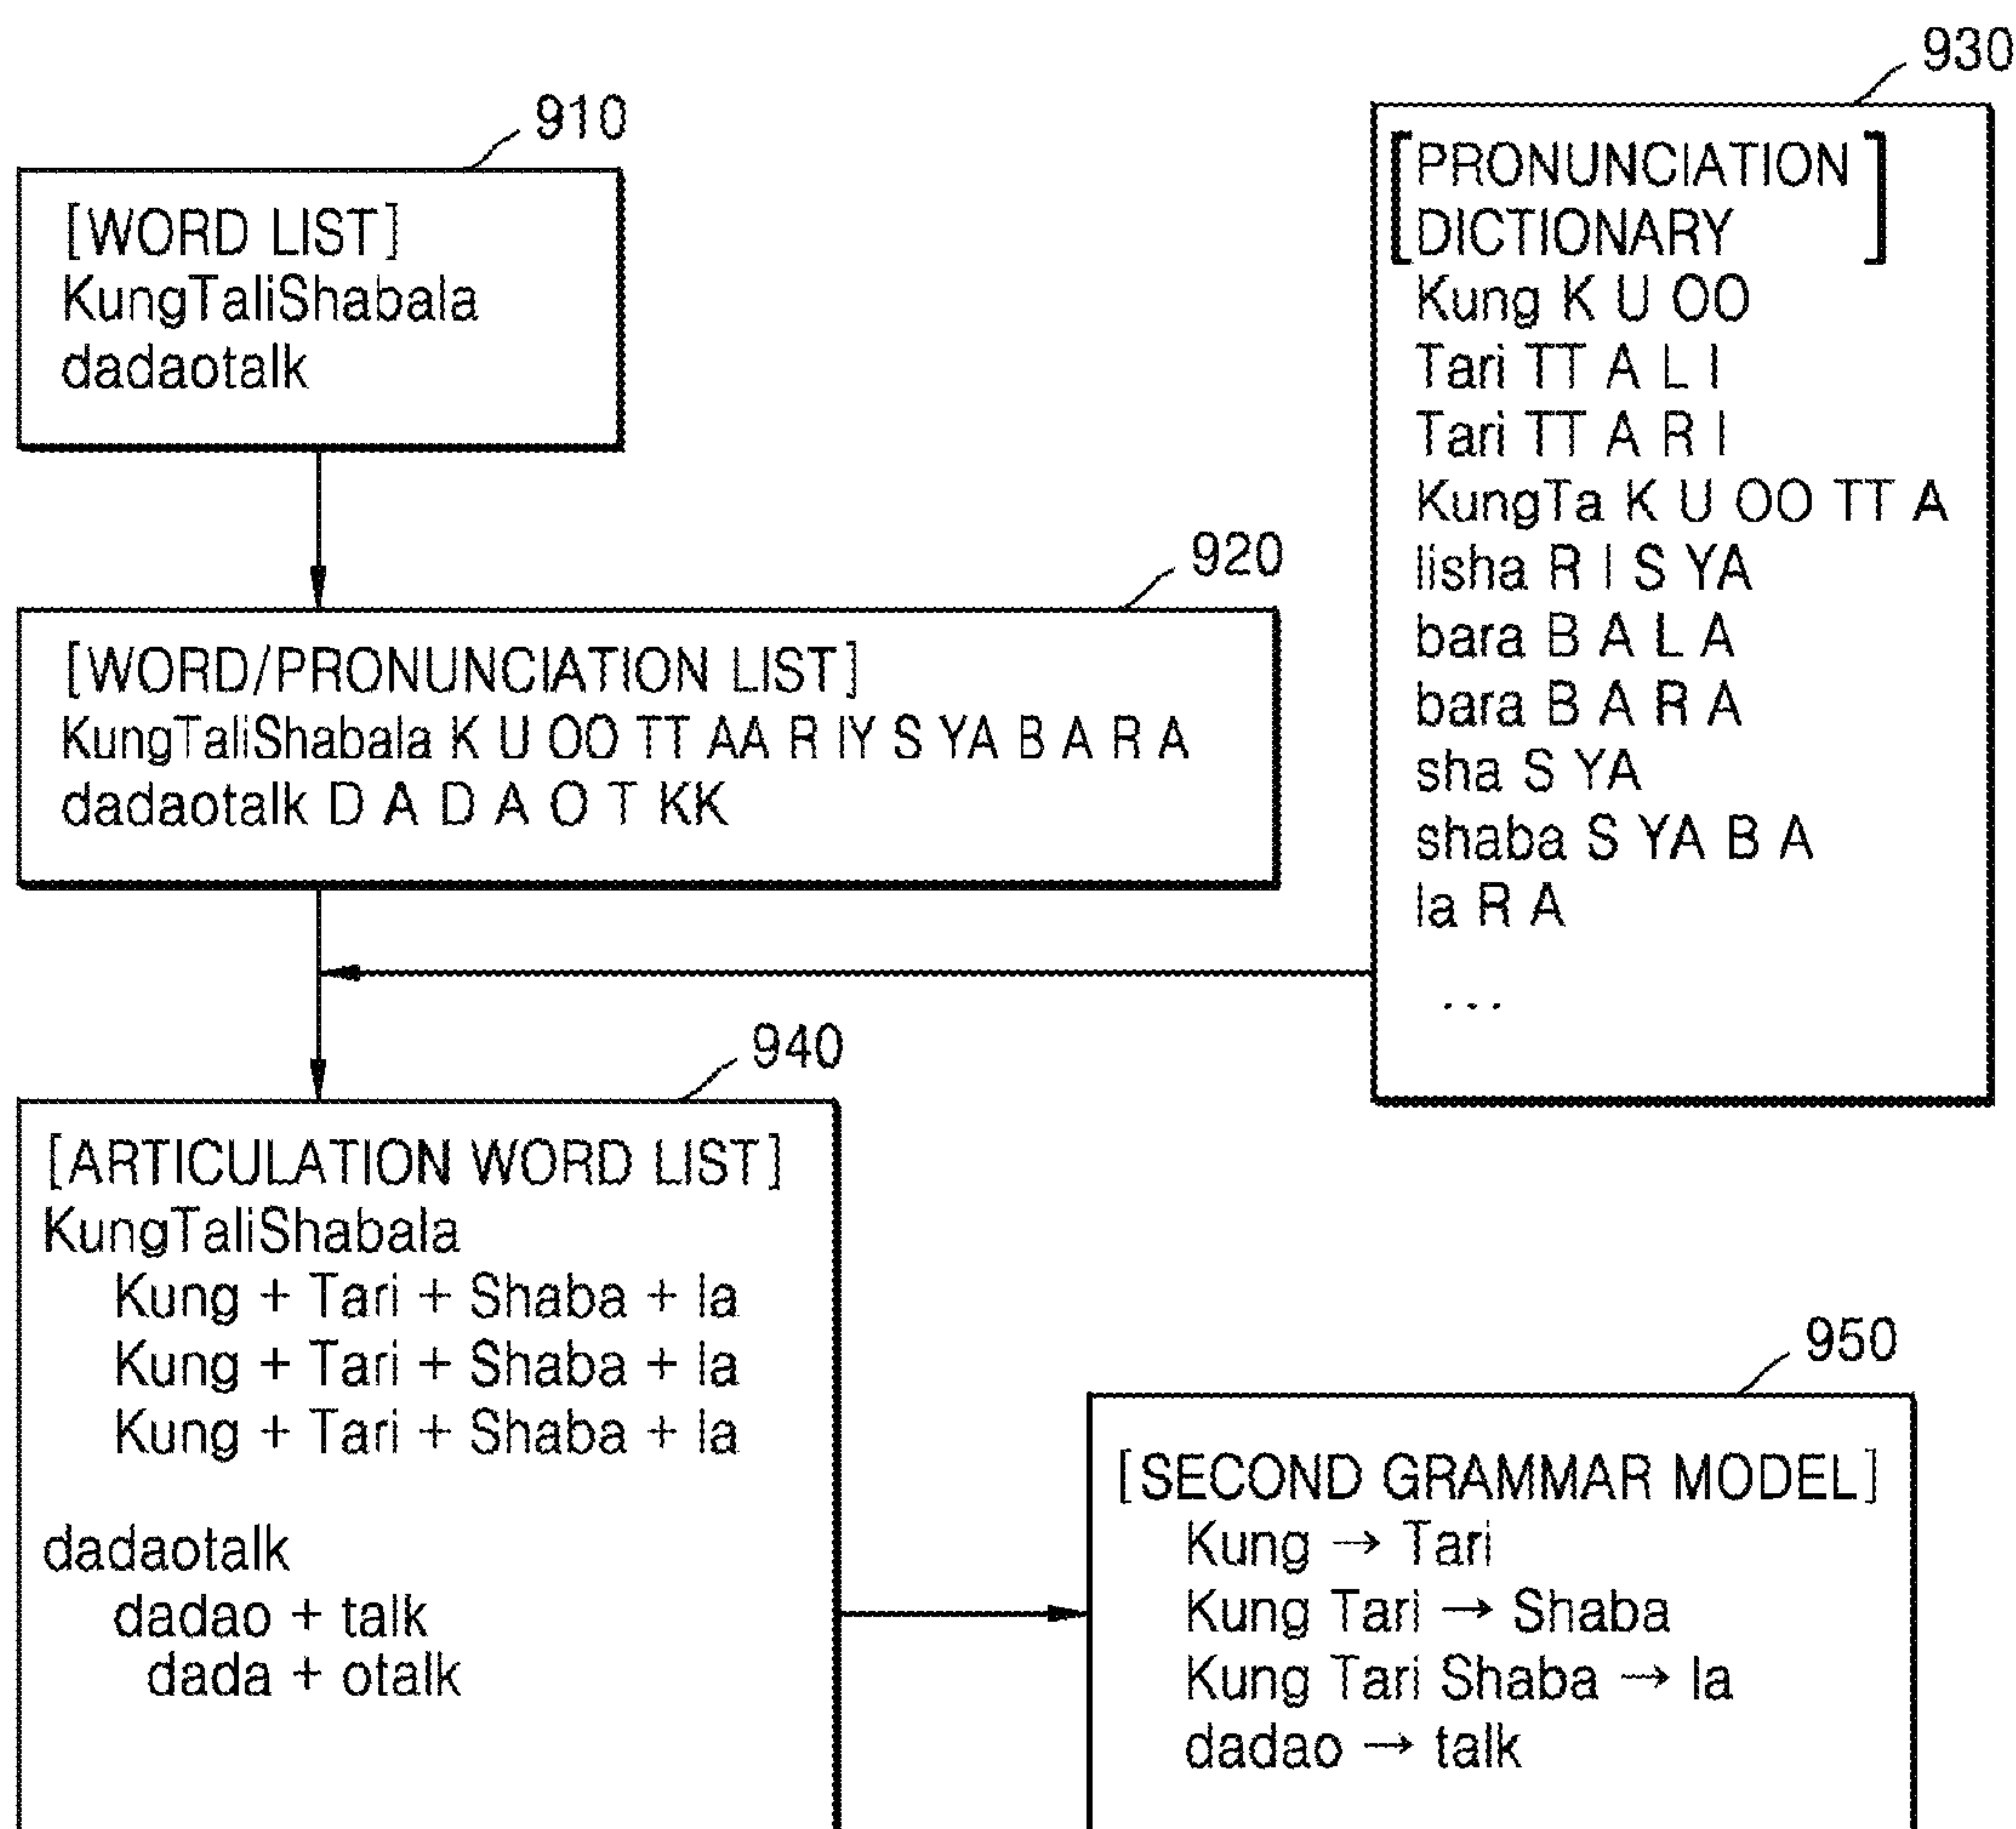 910
[WORD LIST]
KungTaliShabala
dadaotalk
920
[WORD/PRONUNCIATION LIST]
KungTaliShabala K U OO TT AA R IY S YA B A R A
dadaotalk D A D A O T KK
930
[PRONUNCIATION
DICTIONARY]
Kung K U OO
Tari TT A L I
Tari TT A R I
KungTa K U OO TT A
lisha R I S YA
bara B A L A
bara B A R A
sha S YA
shaba S YA B A
la R A
...
940
[ARTICULATION WORD LIST]
KungTaliShabala
Kung + Tari + Shaba + la
Kung + Tari + Shaba + la
Kung + Tari + Shaba + la
dadaotalk
dadao + talk
dada + otalk
950
[SECOND GRAMMAR MODEL]
Kung → Tari
Kung Tari → Shaba
Kung Tari Shaba → la
dadao → talk